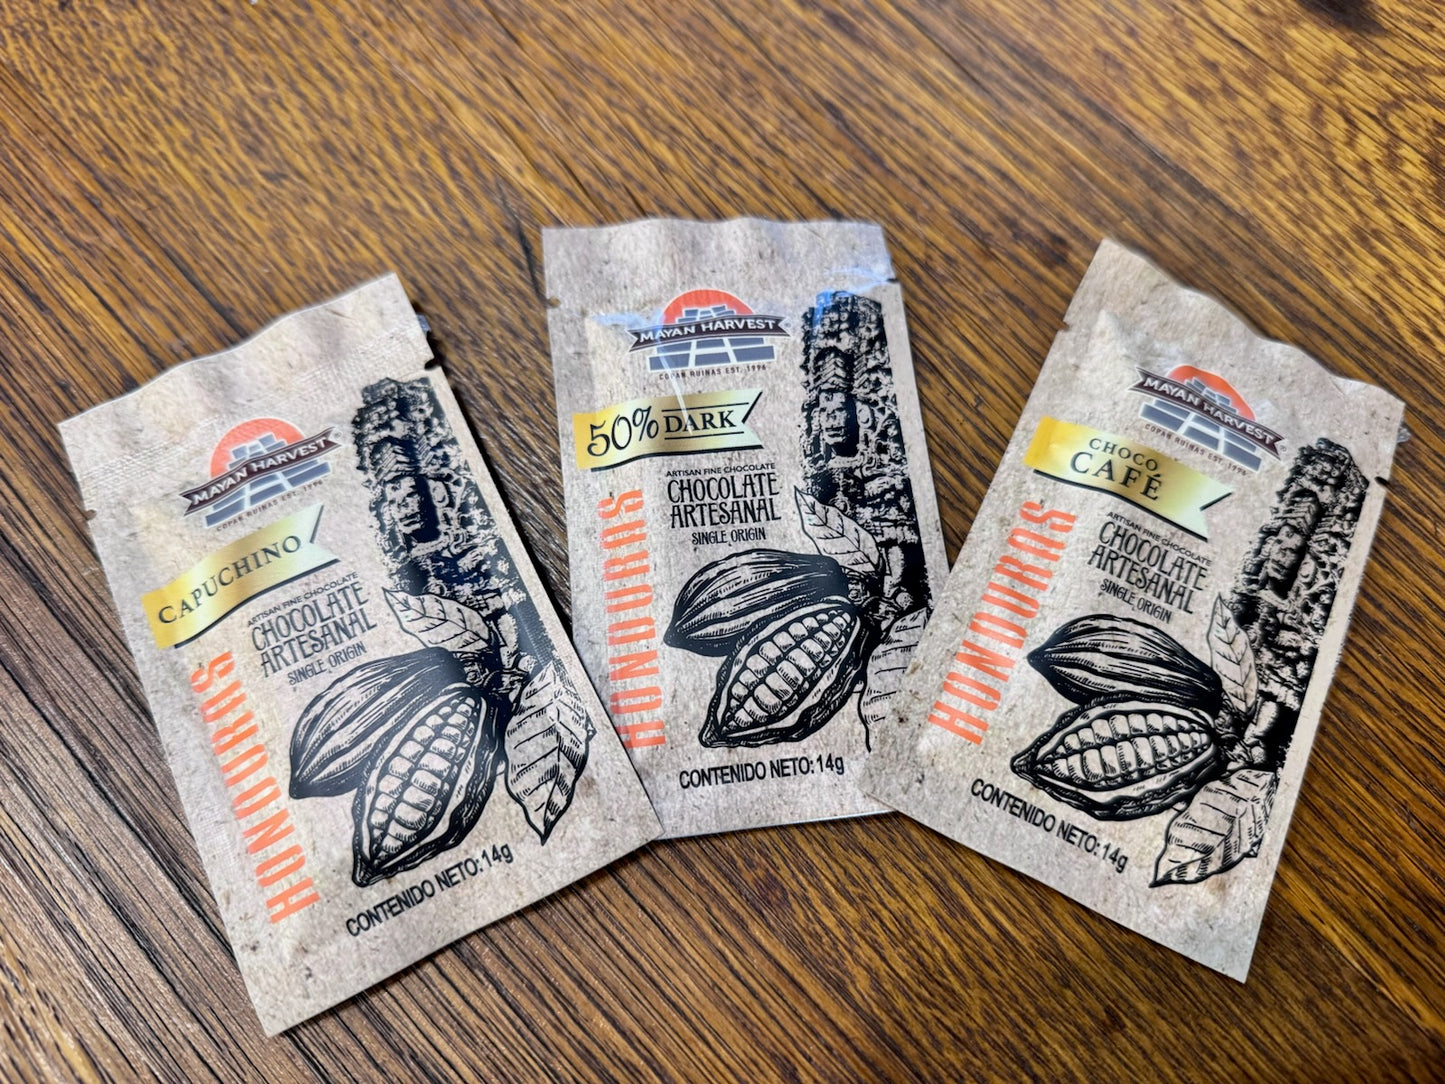 MAYAN HARVEST
COPAN RUINAS EST. 1996
CAPUCHINO
ARTISAN FINE CHOCOLATE
CHOCOLATE
ARTESANAL
SINGLE ORIGIN
HONDURAS
CONTENIDO NETO: 14g
MAYAN HARVEST
COPAN RUINAS EST. 1996
50% DARK
ARTISAN FINE CHOCOLATE
CHOCOLATE
ARTESANAL
SINGLE ORIGIN
HONDURAS
CONTENIDO NETO: 14g
MAYAN HARVEST
COPAN RUINAS EST. 1996
CHOCO
CAFÉ
ARTISAN FINE CHOCOLATE
CHOCOLATE
ARTESANAL
SINGLE ORIGIN
HONDURAS
CONTENIDO NETO: 14g